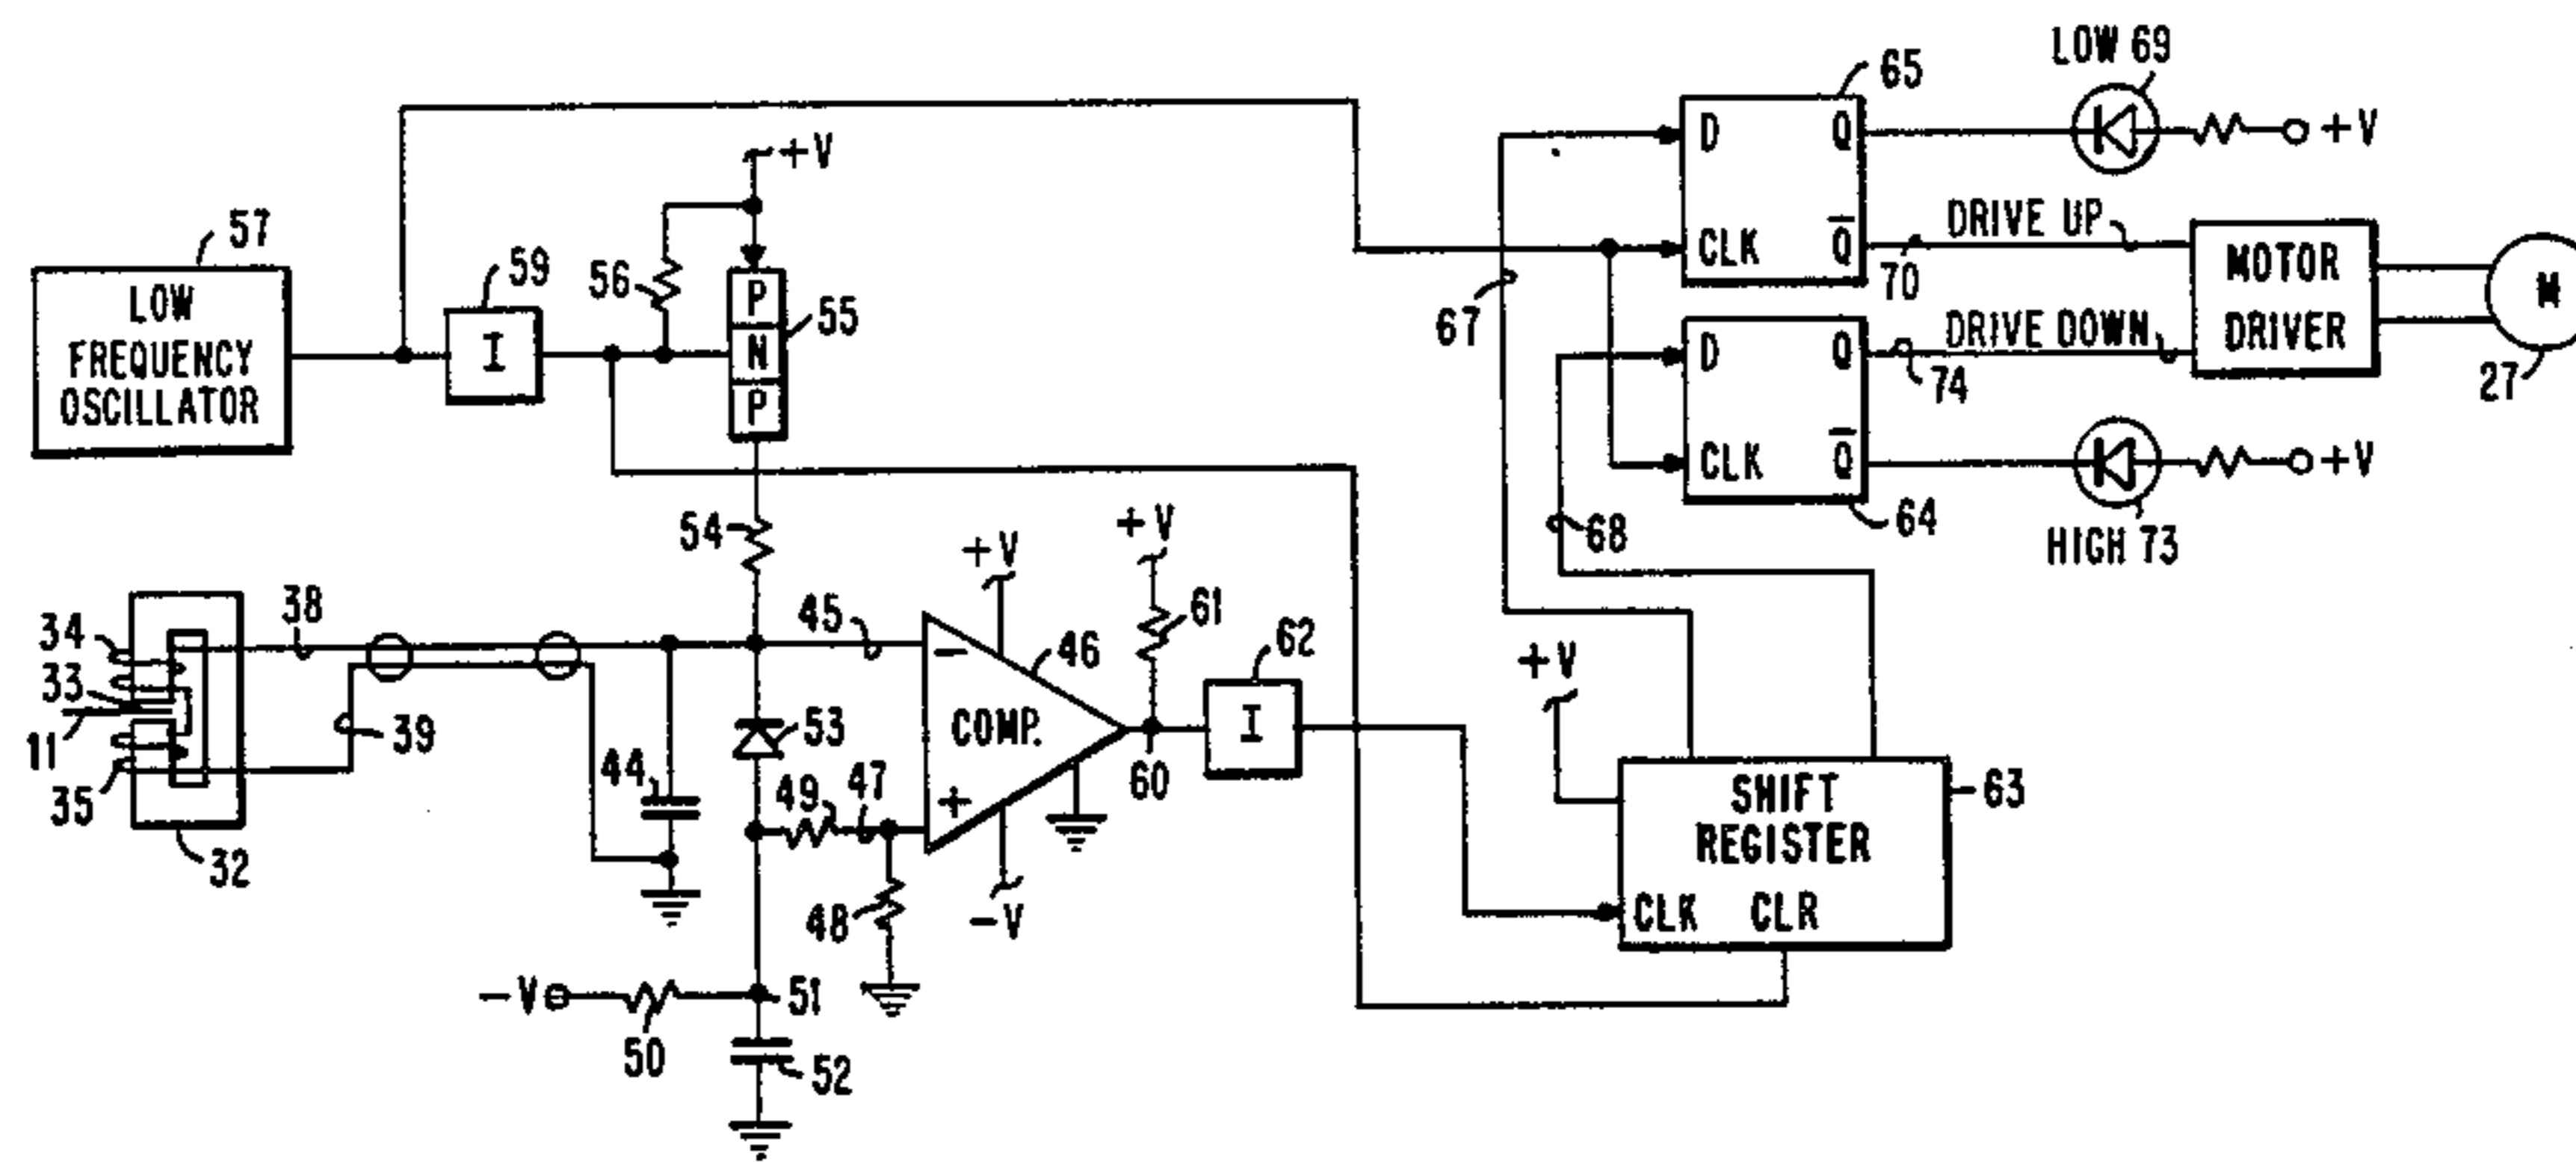 LOW 69
65
+V
D Q
+V
57
59
56
P
55
DRIVE UP
LOW
FREQUENCY
OSCILLATOR
I
N
P
67
CLK Q̅
70
MOTOR
DRIVER
M
27
DRIVE DOWN
D Q
74
CLK Q̅
+V
64
68
HIGH 73
54
+V
+V
34
38
45
46
61
62
33
11
39
35
32
44
53
49
47
−
COMP.
+
60
I
+V
SHIFT
REGISTER
63
CLK CLR
48
−V
−V
51
50
52